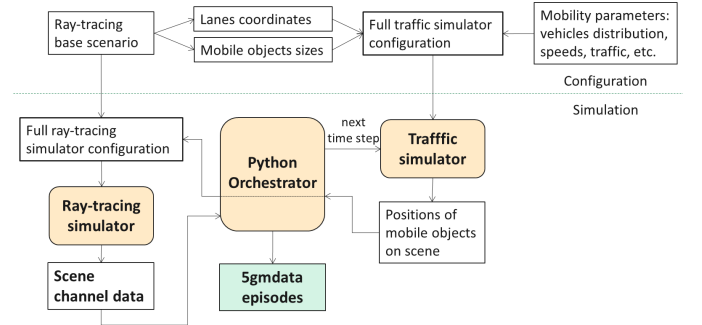 Ray-tracing
base scenario
Lanes coordinates
Mobile objects sizes
Full traffic simulator
configuration
Mobility parameters:
vehicles distribution,
speeds, traffic, etc.
Configuration
Simulation
Full ray-tracing
simulator configuration
Python
Orchestrator
next
time step
Trafffic
simulator
Ray-tracing
simulator
Positions of
mobile objects
on scene
Scene
channel data
5gmdata
episodes